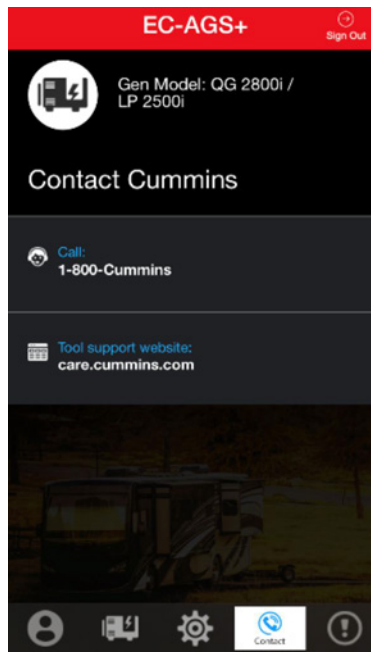 EC-AGS+
Sign Out
Gen Model: QG 2800i /
LP 2500i
Contact Cummins
Call:
1-800-Cummins
Tool support website:
care.cummins.com
Contact